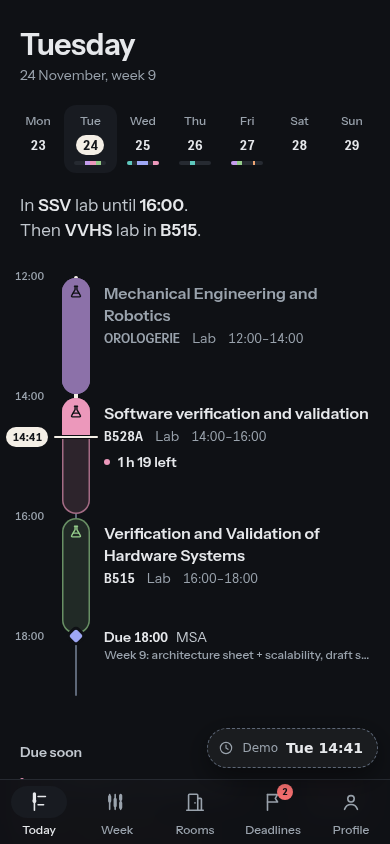 Tuesday
24 November, week 9
Mon Tue Wed Thu Fri Sat Sun
23 24 25 26 27 28 29
In SSV lab until 16:00.
Then VVHS lab in B515.
12:00
Mechanical Engineering and
Robotics
OROLOGERIE Lab 12:00–14:00
14:00
Software verification and validation
B528A Lab 14:00–16:00
14:41
1 h 19 left
16:00
Verification and Validation of
Hardware Systems
B515 Lab 16:00–18:00
18:00
Due 18:00 MSA
Week 9: architecture sheet + scalability, draft s...
Due soon
Demo Tue 14:41
2
Today Week Rooms Deadlines Profile